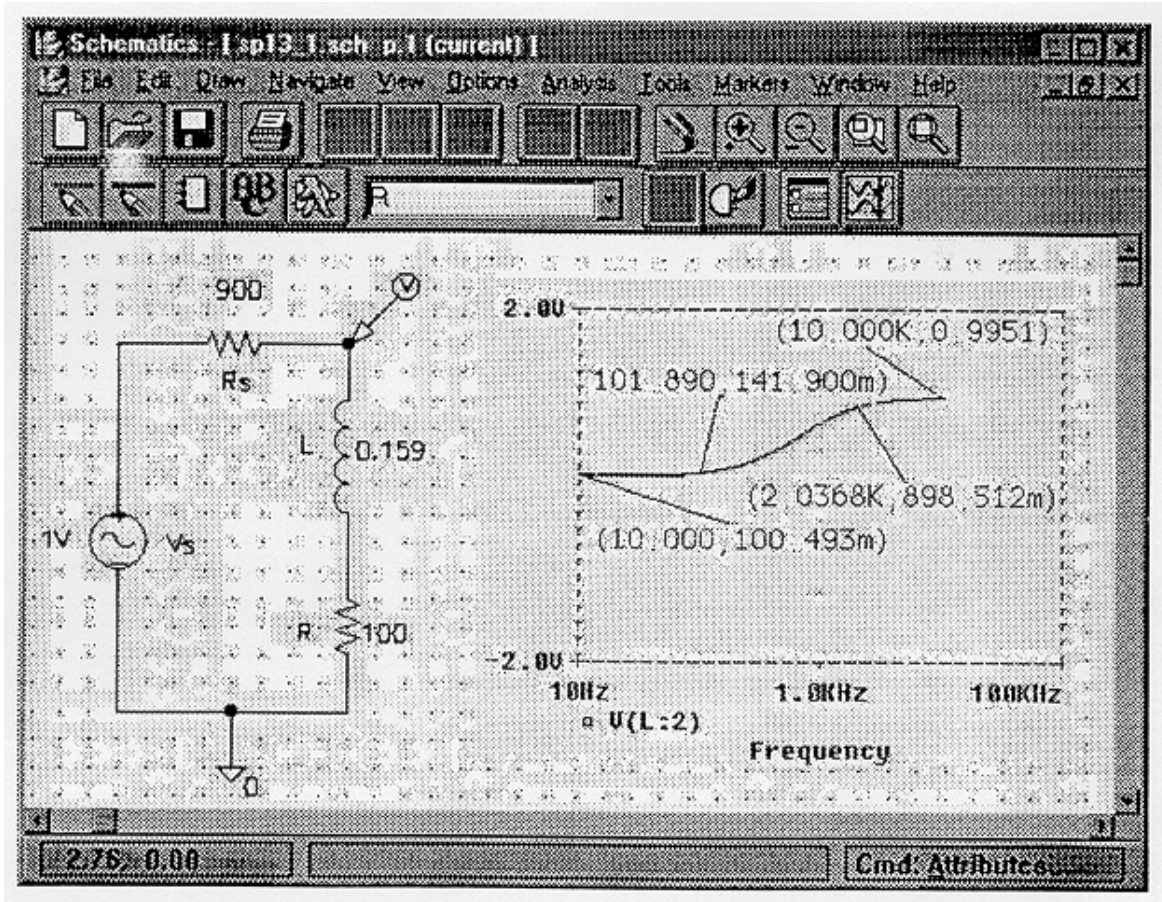 Schematics - [ sp13_1.sch p.1 (current) ]
File Edit Draw Navigate View Options Analysis Tools Markers Window Help
R
900
V
Rs
L
0.159
1V
Vs
R
100
0
2.0V
(10.000K,0.9951)
101.890,141.900m)
(2.0368K,898.512m)
(10.000,100.493m)
-2.0V
10Hz
1.0KHz
100KHz
V(L:2)
Frequency
2.76, 0.00
Cmd: Attributes